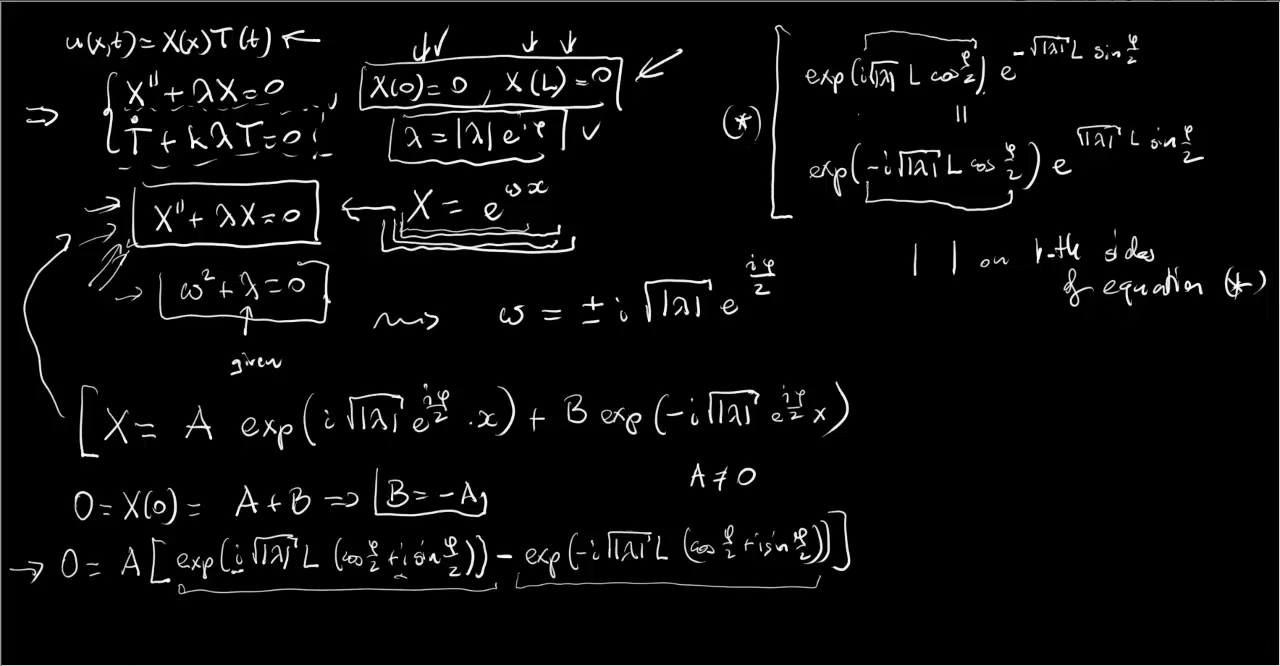 u(x,t) = X(x)T(t) ←
⇒ { X'' + λX = 0
Ṫ + kλT = 0
X(0) = 0 , X(L) = 0
λ = |λ| e^{iφ} ✓
X'' + λX = 0 ← X = e^{ωx}
→ ω² + λ = 0
given
⇝ ω = ± i √|λ| e^{iφ/2}
[ X = A exp(i √|λ| e^{iφ/2} · x) + B exp(-i √|λ| e^{iφ/2} x)
0 = X(0) = A + B ⇒ B = -A
A ≠ 0
→ 0 = A [ exp(i √|λ| L (cos φ/2 + i sin φ/2)) - exp(-i √|λ| L (cos φ/2 + i sin φ/2)) ]
(*) [ exp(i √|λ| L cos φ/2) e^{-√|λ| L sin φ/2}
||
exp(-i √|λ| L cos φ/2) e^{√|λ| L sin φ/2}
| | on both sides
of equation (*)